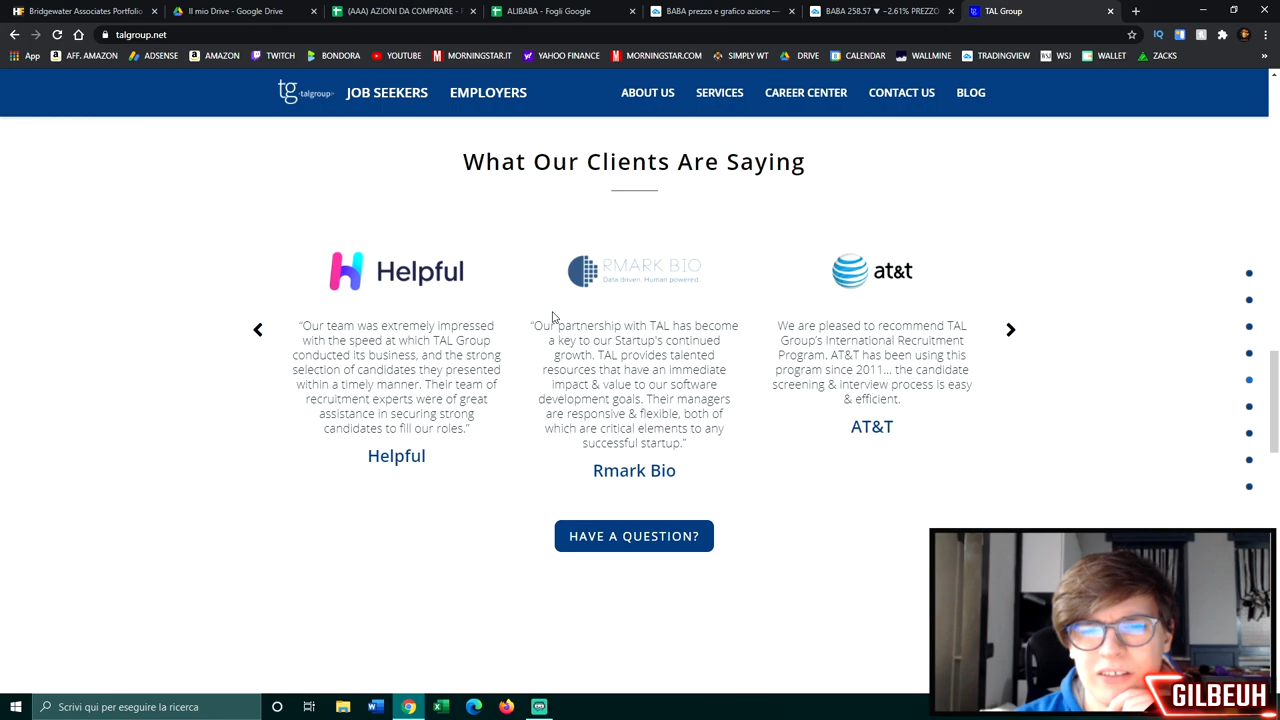 Bridgewater Associates Portfolio
Il mio Drive - Google Drive
(AAA) AZIONI DA COMPRARE - F
ALIBABA - Fogli Google
BABA prezzo e grafico azione —
BABA 258.57 ▼ −2.61% PREZZO
TAL Group
talgroup.net
App
AFF. AMAZON
ADSENSE
AMAZON
TWITCH
BONDORA
YOUTUBE
MORNINGSTAR.IT
YAHOO FINANCE
MORNINGSTAR.COM
SIMPLY WT
DRIVE
CALENDAR
WALLMINE
TRADINGVIEW
WSJ
WALLET
ZACKS
tg -talgroup- JOB SEEKERS EMPLOYERS ABOUT US SERVICES CAREER CENTER CONTACT US BLOG
What Our Clients Are Saying
Helpful
“Our team was extremely impressed
with the speed at which TAL Group
conducted its business, and the strong
selection of candidates they presented
within a timely manner. Their team of
recruitment experts were of great
assistance in securing strong
candidates to fill our roles.”
Helpful
RMARK BIO
Data driven. Human powered.
“Our partnership with TAL has become
a key to our Startup's continued
growth. TAL provides talented
resources that have an immediate
impact & value to our software
development goals. Their managers
are responsive & flexible, both of
which are critical elements to any
successful startup.”
Rmark Bio
at&t
We are pleased to recommend TAL
Group's International Recruitment
Program. AT&T has been using this
program since 2011... the candidate
screening & interview process is easy
& efficient.
AT&T
HAVE A QUESTION?
GILBEUH
Scrivi qui per eseguire la ricerca